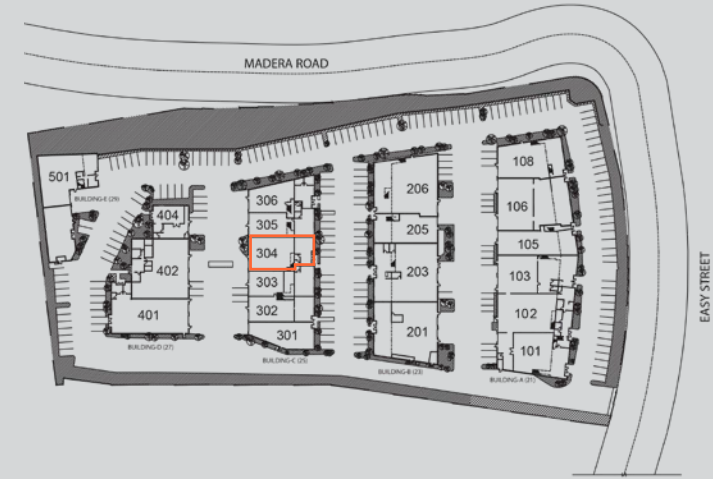 MADERA ROAD
EASY STREET
501
BUILDING-E (29)
404
402
401
BUILDING-D (27)
306
305
304
303
302
301
BUILDING-C (25)
206
205
203
201
BUILDING-B (23)
108
106
105
103
102
101
BUILDING-A (21)